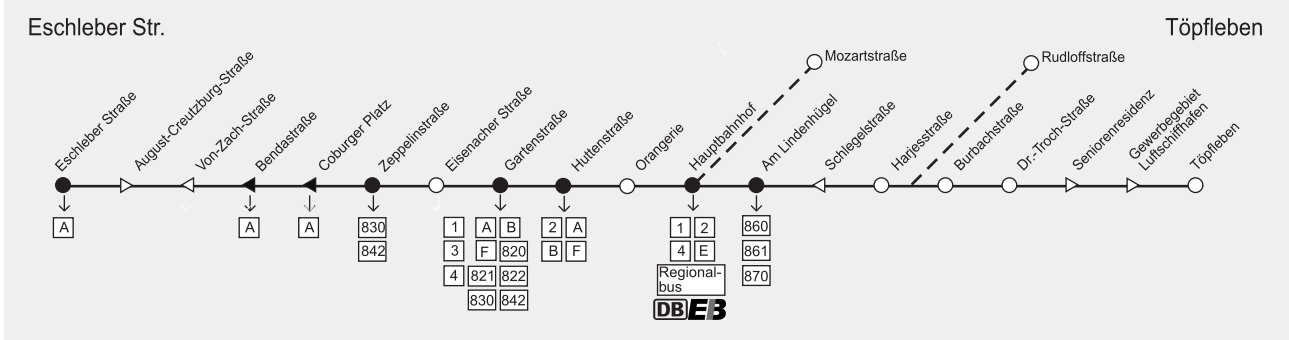 Eschleber Str.
Töpfleben
Eschleber Straße
August-Creutzburg-Straße
Von-Zach-Straße
Bendastraße
Coburger Platz
Zeppelinstraße
Eisenacher Straße
Gartenstraße
Huttenstraße
Orangerie
Hauptbahnhof
Mozartstraße
Am Lindenhügel
Schlegelstraße
Harjesstraße
Rudloffstraße
Burbachstraße
Dr.-Troch-Straße
Seniorenresidenz
Gewerbegebiet
Luftschiffhafen
Töpfleben
A
A
A
830
842
1
3
4
A B
F 820
821 822
830 842
2 A
B F
1 2
4 E
Regional-
bus
DB EB
860
861
870